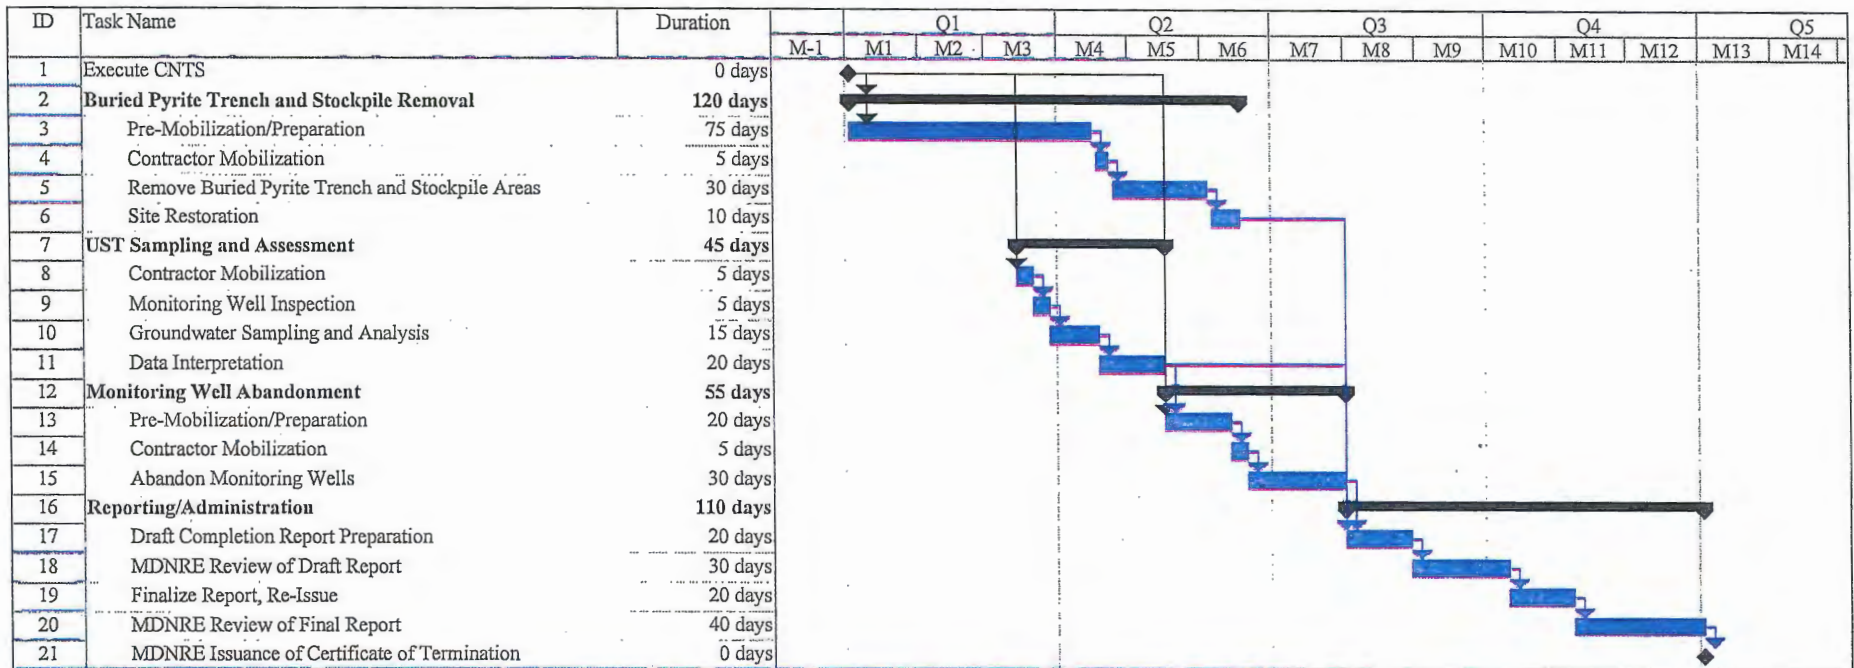 ID Task Name Duration Q1 Q2 Q3 Q4 Q5
M-1 M1 M2 M3 M4 M5 M6 M7 M8 M9 M10 M11 M12 M13 M14
1 Execute CNTS 0 days
2 Buried Pyrite Trench and Stockpile Removal 120 days
3 Pre-Mobilization/Preparation 75 days
4 Contractor Mobilization 5 days
5 Remove Buried Pyrite Trench and Stockpile Areas 30 days
6 Site Restoration 10 days
7 UST Sampling and Assessment 45 days
8 Contractor Mobilization 5 days
9 Monitoring Well Inspection 5 days
10 Groundwater Sampling and Analysis 15 days
11 Data Interpretation 20 days
12 Monitoring Well Abandonment 55 days
13 Pre-Mobilization/Preparation 20 days
14 Contractor Mobilization 5 days
15 Abandon Monitoring Wells 30 days
16 Reporting/Administration 110 days
17 Draft Completion Report Preparation 20 days
18 MDNRE Review of Draft Report 30 days
19 Finalize Report, Re-Issue 20 days
20 MDNRE Review of Final Report 40 days
21 MDNRE Issuance of Certificate of Termination 0 days